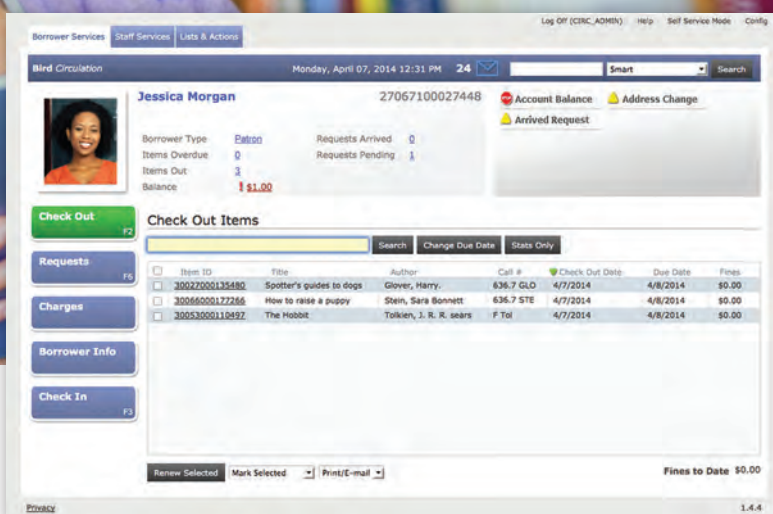 Log Off (CIRC_ADMIN) Help Self Service Mode Config
Borrower Services Staff Services Lists & Actions
Bird Circulation Monday, April 07, 2014 12:31 PM 24 Smart Search
Jessica Morgan 27067100027448 STOP Account Balance Address Change
Arrived Request
Borrower Type Patron Requests Arrived 0
Items Overdue 0 Requests Pending 1
Items Out 3
Balance ! $1.00
Check Out F2
Check Out Items
Search Change Due Date Stats Only
Requests F6
Item ID Title Author Call # Check Out Date Due Date Fines
30027000135480 Spotter's guides to dogs Glover, Harry. 636.7 GLO 4/7/2014 4/8/2014 $0.00
30066000177266 How to raise a puppy Stein, Sara Bonnett 636.7 STE 4/7/2014 4/8/2014 $0.00
30053000110497 The Hobbit Tolkien, J. R. R. sears F Tol 4/7/2014 4/8/2014 $0.00
Charges
Borrower Info
Check In F3
Renew Selected Mark Selected Print/E-mail Fines to Date $0.00
Privacy 1.4.4